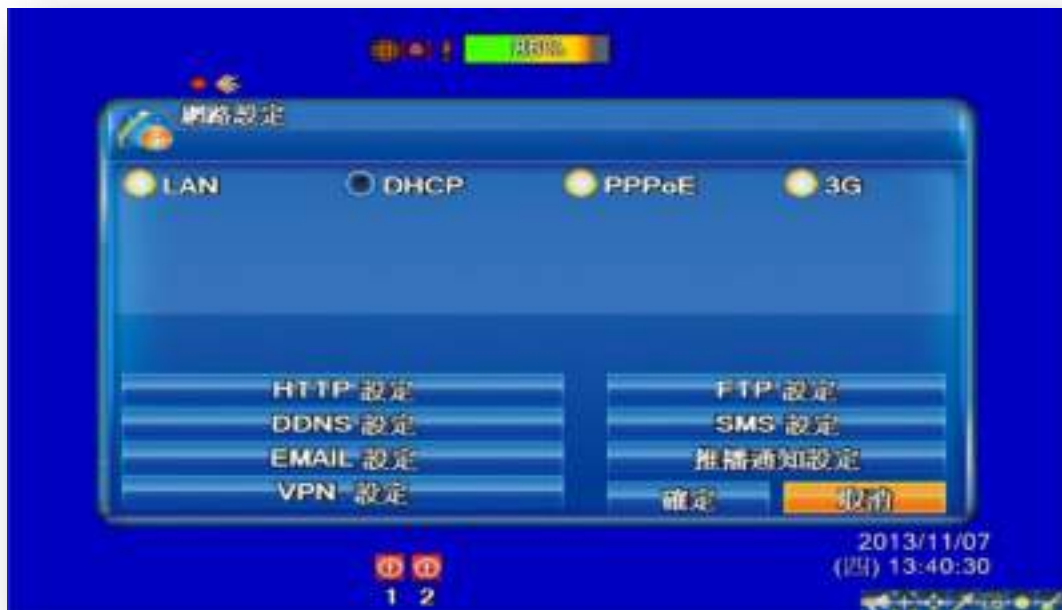 網路設定
LAN DHCP PPPoE 3G
HTTP 設定 FTP 設定
DDNS 設定 SMS 設定
EMAIL 設定 推播通知設定
VPN 設定 確定 取消
2013/11/07
(四) 13:40:30
1 2